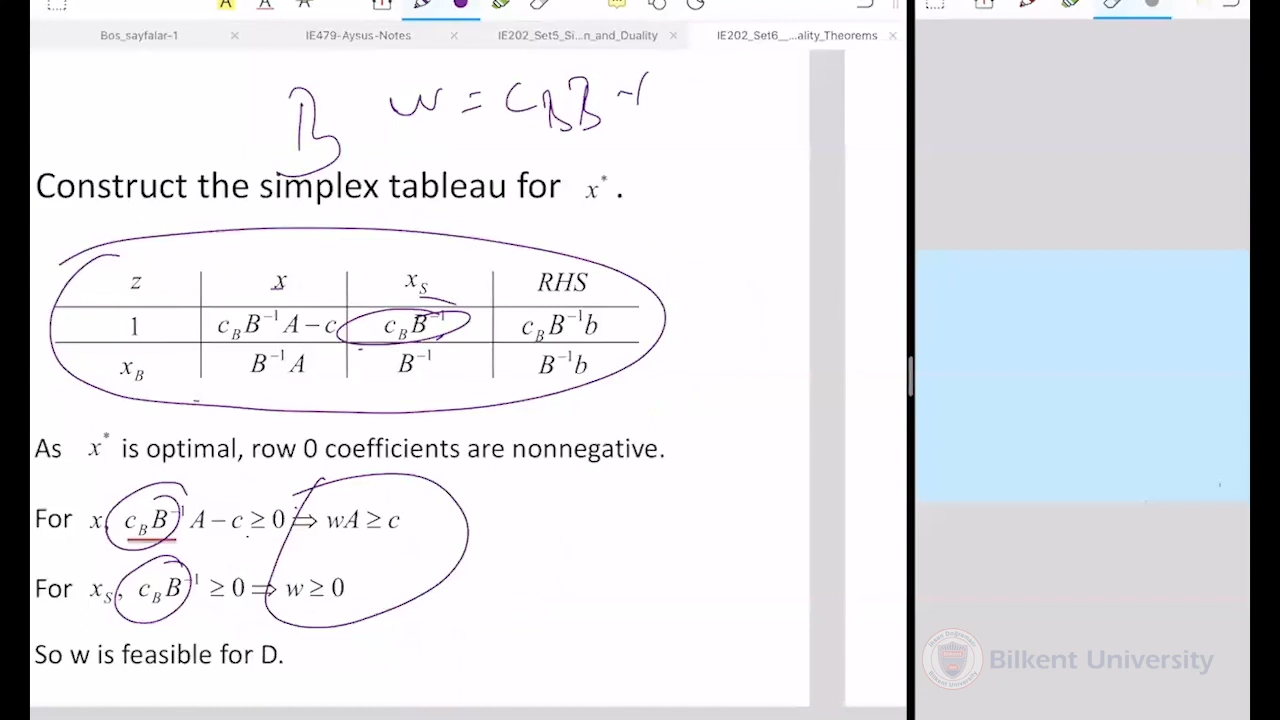 Bos_sayfalar-1 IE479-Aysus-Notes IE202_Set5_Si...n_and_Duality IE202_Set6__...ality_Theorems
B w = c_B B^-1
Construct the simplex tableau for x*.
z x x_S RHS
1 c_B B^-1 A – c c_B B^-1 c_B B^-1 b
x_B B^-1 A B^-1 B^-1 b
As x* is optimal, row 0 coefficients are nonnegative.
For x, c_B B^-1 A – c ≥ 0 ⇒ wA ≥ c
For x_S, c_B B^-1 ≥ 0 ⇒ w ≥ 0
So w is feasible for D.
Bilkent University